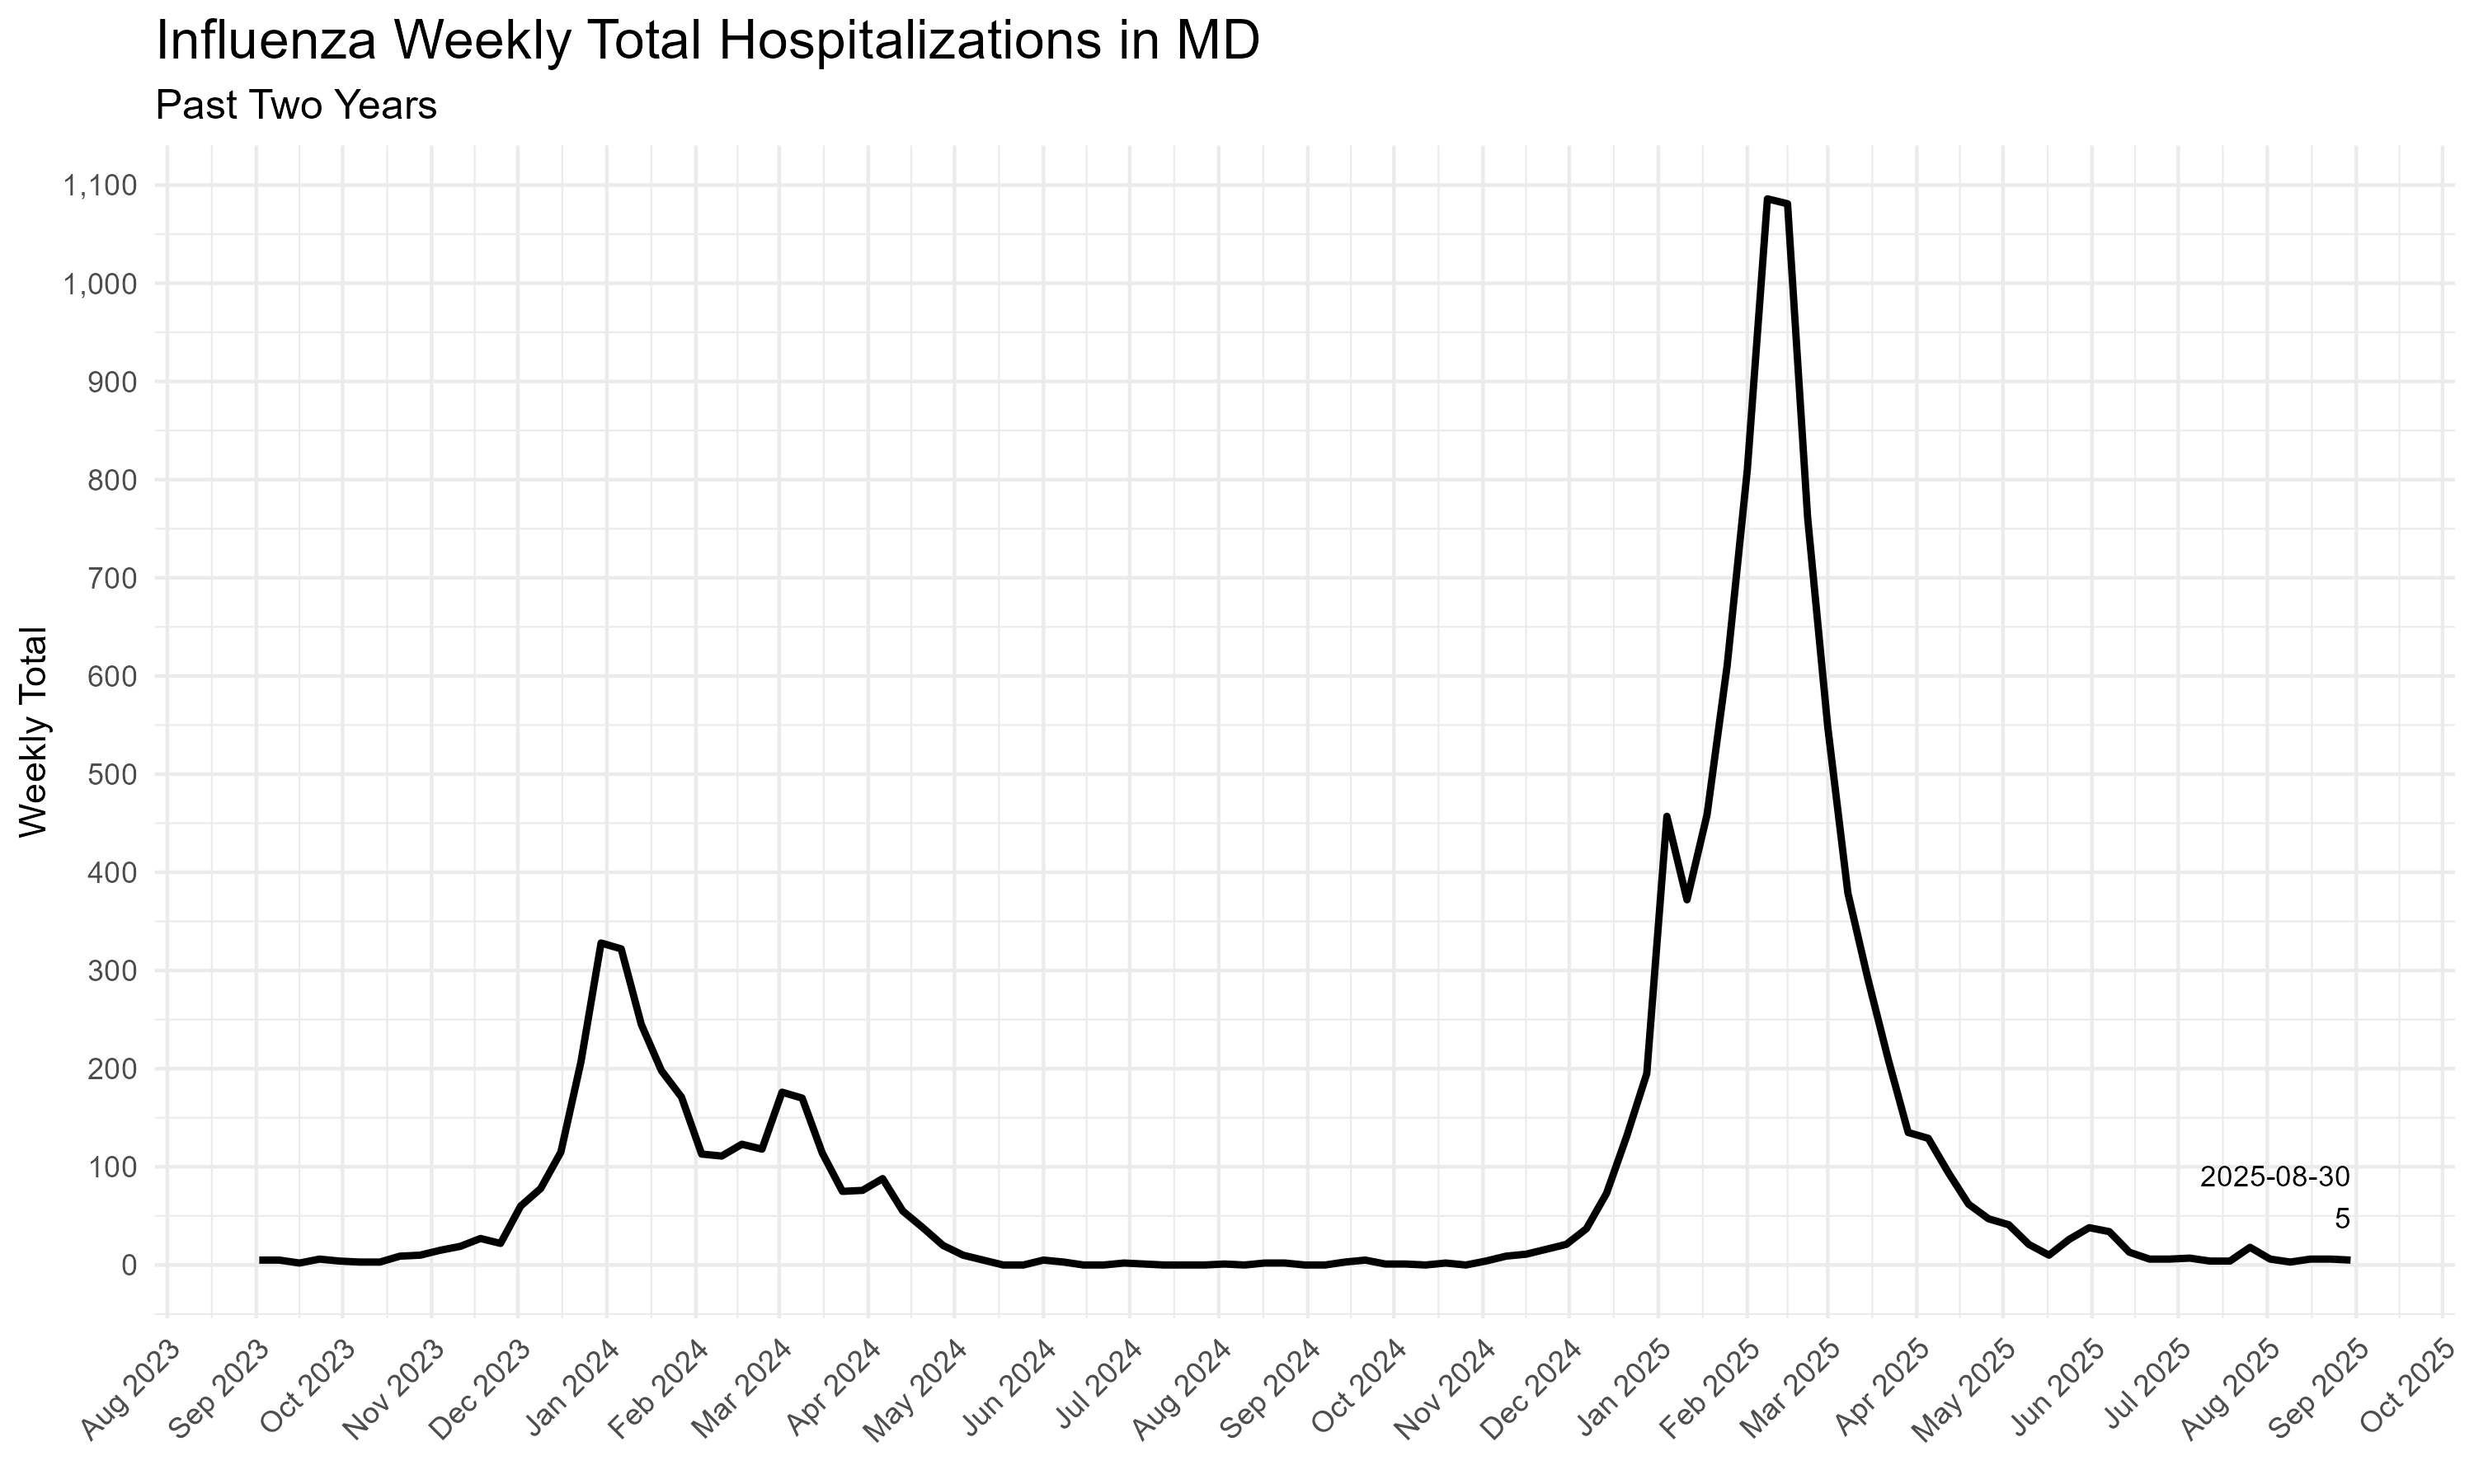 Influenza Weekly Total Hospitalizations in MD
Past Two Years
Weekly Total
1,100
1,000
900
800
700
600
500
400
300
200
100
0
2025-08-30
5
Aug 2023
Sep 2023
Oct 2023
Nov 2023
Dec 2023
Jan 2024
Feb 2024
Mar 2024
Apr 2024
May 2024
Jun 2024
Jul 2024
Aug 2024
Sep 2024
Oct 2024
Nov 2024
Dec 2024
Jan 2025
Feb 2025
Mar 2025
Apr 2025
May 2025
Jun 2025
Jul 2025
Aug 2025
Sep 2025
Oct 2025